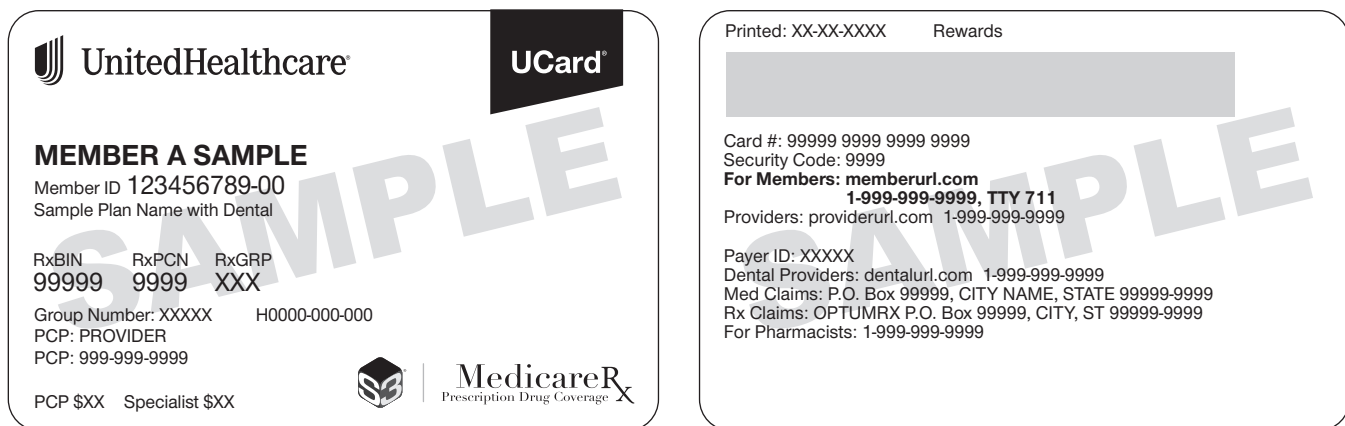 UnitedHealthcare®
UCard®
MEMBER A SAMPLE
Member ID 123456789-00
Sample Plan Name with Dental
RxBIN RxPCN RxGRP
99999 9999 XXX
Group Number: XXXXX H0000-000-000
PCP: PROVIDER
PCP: 999-999-9999
PCP $XX Specialist $XX
S3
MedicareRx
Prescription Drug Coverage
SAMPLE
Printed: XX-XX-XXXX Rewards
Card #: 99999 9999 9999 9999
Security Code: 9999
For Members: memberurl.com
1-999-999-9999, TTY 711
Providers: providerurl.com 1-999-999-9999
Payer ID: XXXXX
Dental Providers: dentalurl.com 1-999-999-9999
Med Claims: P.O. Box 99999, CITY NAME, STATE 99999-9999
Rx Claims: OPTUMRX P.O. Box 99999, CITY, ST 99999-9999
For Pharmacists: 1-999-999-9999
SAMPLE